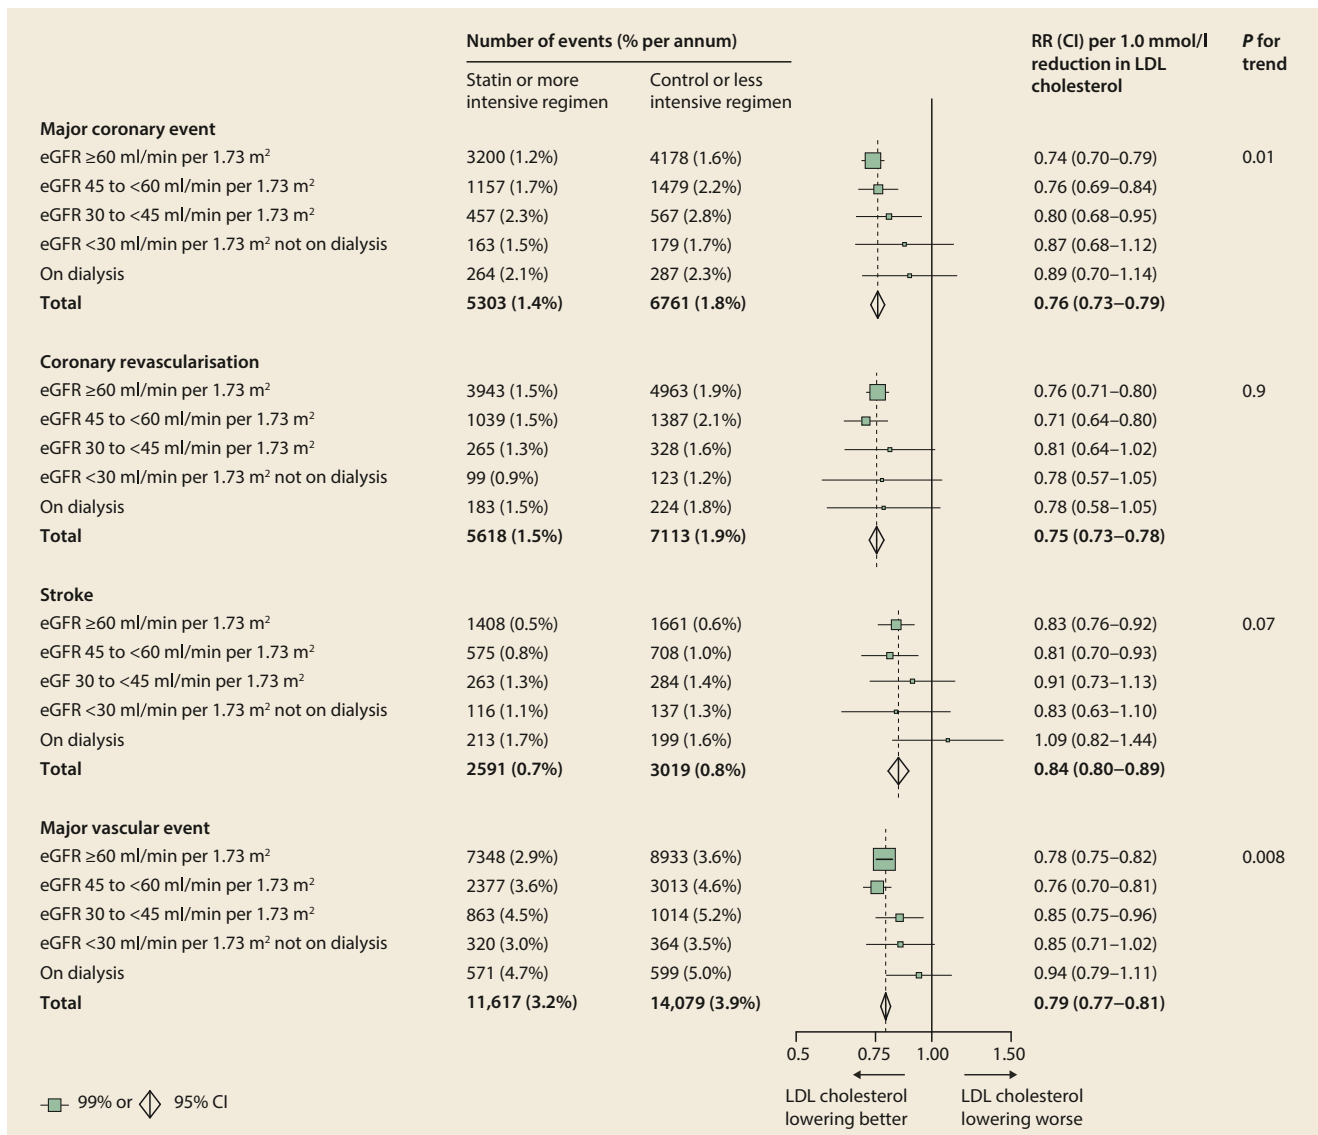 Number of events (% per annum)
RR (CI) per 1.0 mmol/l
reduction in LDL
cholesterol
P for
trend
Statin or more
intensive regimen
Control or less
intensive regimen
Major coronary event
eGFR ≥60 ml/min per 1.73 m² 3200 (1.2%) 4178 (1.6%) 0.74 (0.70–0.79) 0.01
eGFR 45 to <60 ml/min per 1.73 m² 1157 (1.7%) 1479 (2.2%) 0.76 (0.69–0.84)
eGFR 30 to <45 ml/min per 1.73 m² 457 (2.3%) 567 (2.8%) 0.80 (0.68–0.95)
eGFR <30 ml/min per 1.73 m² not on dialysis 163 (1.5%) 179 (1.7%) 0.87 (0.68–1.12)
On dialysis 264 (2.1%) 287 (2.3%) 0.89 (0.70–1.14)
Total 5303 (1.4%) 6761 (1.8%) 0.76 (0.73–0.79)
Coronary revascularisation
eGFR ≥60 ml/min per 1.73 m² 3943 (1.5%) 4963 (1.9%) 0.76 (0.71–0.80) 0.9
eGFR 45 to <60 ml/min per 1.73 m² 1039 (1.5%) 1387 (2.1%) 0.71 (0.64–0.80)
eGFR 30 to <45 ml/min per 1.73 m² 265 (1.3%) 328 (1.6%) 0.81 (0.64–1.02)
eGFR <30 ml/min per 1.73 m² not on dialysis 99 (0.9%) 123 (1.2%) 0.78 (0.57–1.05)
On dialysis 183 (1.5%) 224 (1.8%) 0.78 (0.58–1.05)
Total 5618 (1.5%) 7113 (1.9%) 0.75 (0.73–0.78)
Stroke
eGFR ≥60 ml/min per 1.73 m² 1408 (0.5%) 1661 (0.6%) 0.83 (0.76–0.92) 0.07
eGFR 45 to <60 ml/min per 1.73 m² 575 (0.8%) 708 (1.0%) 0.81 (0.70–0.93)
eGF 30 to <45 ml/min per 1.73 m² 263 (1.3%) 284 (1.4%) 0.91 (0.73–1.13)
eGFR <30 ml/min per 1.73 m² not on dialysis 116 (1.1%) 137 (1.3%) 0.83 (0.63–1.10)
On dialysis 213 (1.7%) 199 (1.6%) 1.09 (0.82–1.44)
Total 2591 (0.7%) 3019 (0.8%) 0.84 (0.80–0.89)
Major vascular event
eGFR ≥60 ml/min per 1.73 m² 7348 (2.9%) 8933 (3.6%) 0.78 (0.75–0.82) 0.008
eGFR 45 to <60 ml/min per 1.73 m² 2377 (3.6%) 3013 (4.6%) 0.76 (0.70–0.81)
eGFR 30 to <45 ml/min per 1.73 m² 863 (4.5%) 1014 (5.2%) 0.85 (0.75–0.96)
eGFR <30 ml/min per 1.73 m² not on dialysis 320 (3.0%) 364 (3.5%) 0.85 (0.71–1.02)
On dialysis 571 (4.7%) 599 (5.0%) 0.94 (0.79–1.11)
Total 11,617 (3.2%) 14,079 (3.9%) 0.79 (0.77–0.81)
0.5 0.75 1.00 1.50
99% or 95% CI
LDL cholesterol
lowering better
LDL cholesterol
lowering worse